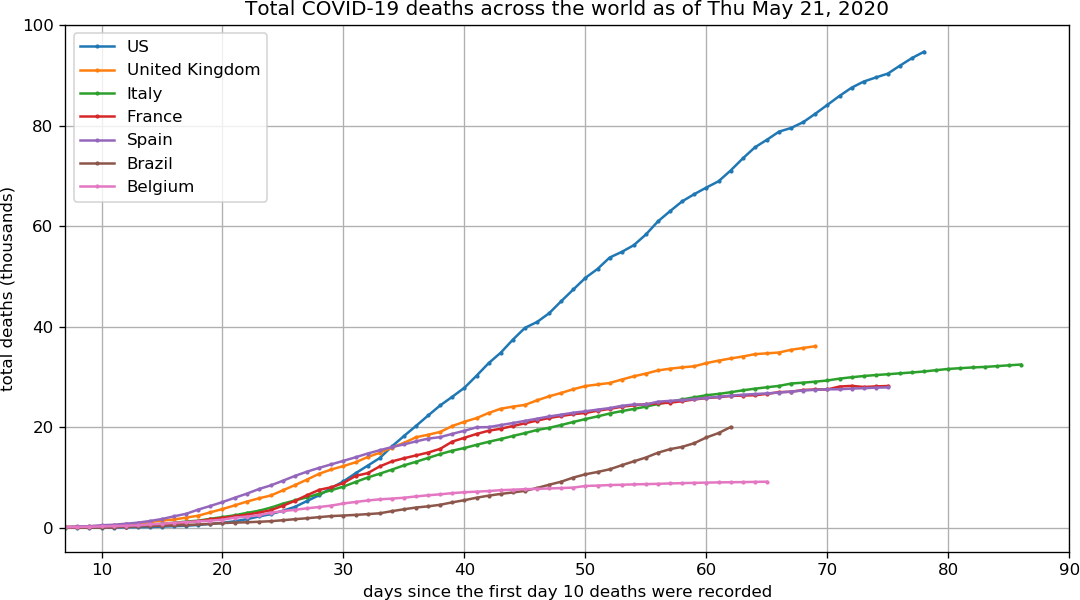 Total COVID-19 deaths across the world as of Thu May 21, 2020
100
80
60
40
20
0
total deaths (thousands)
US
United Kingdom
Italy
France
Spain
Brazil
Belgium
10 20 30 40 50 60 70 80 90
days since the first day 10 deaths were recorded